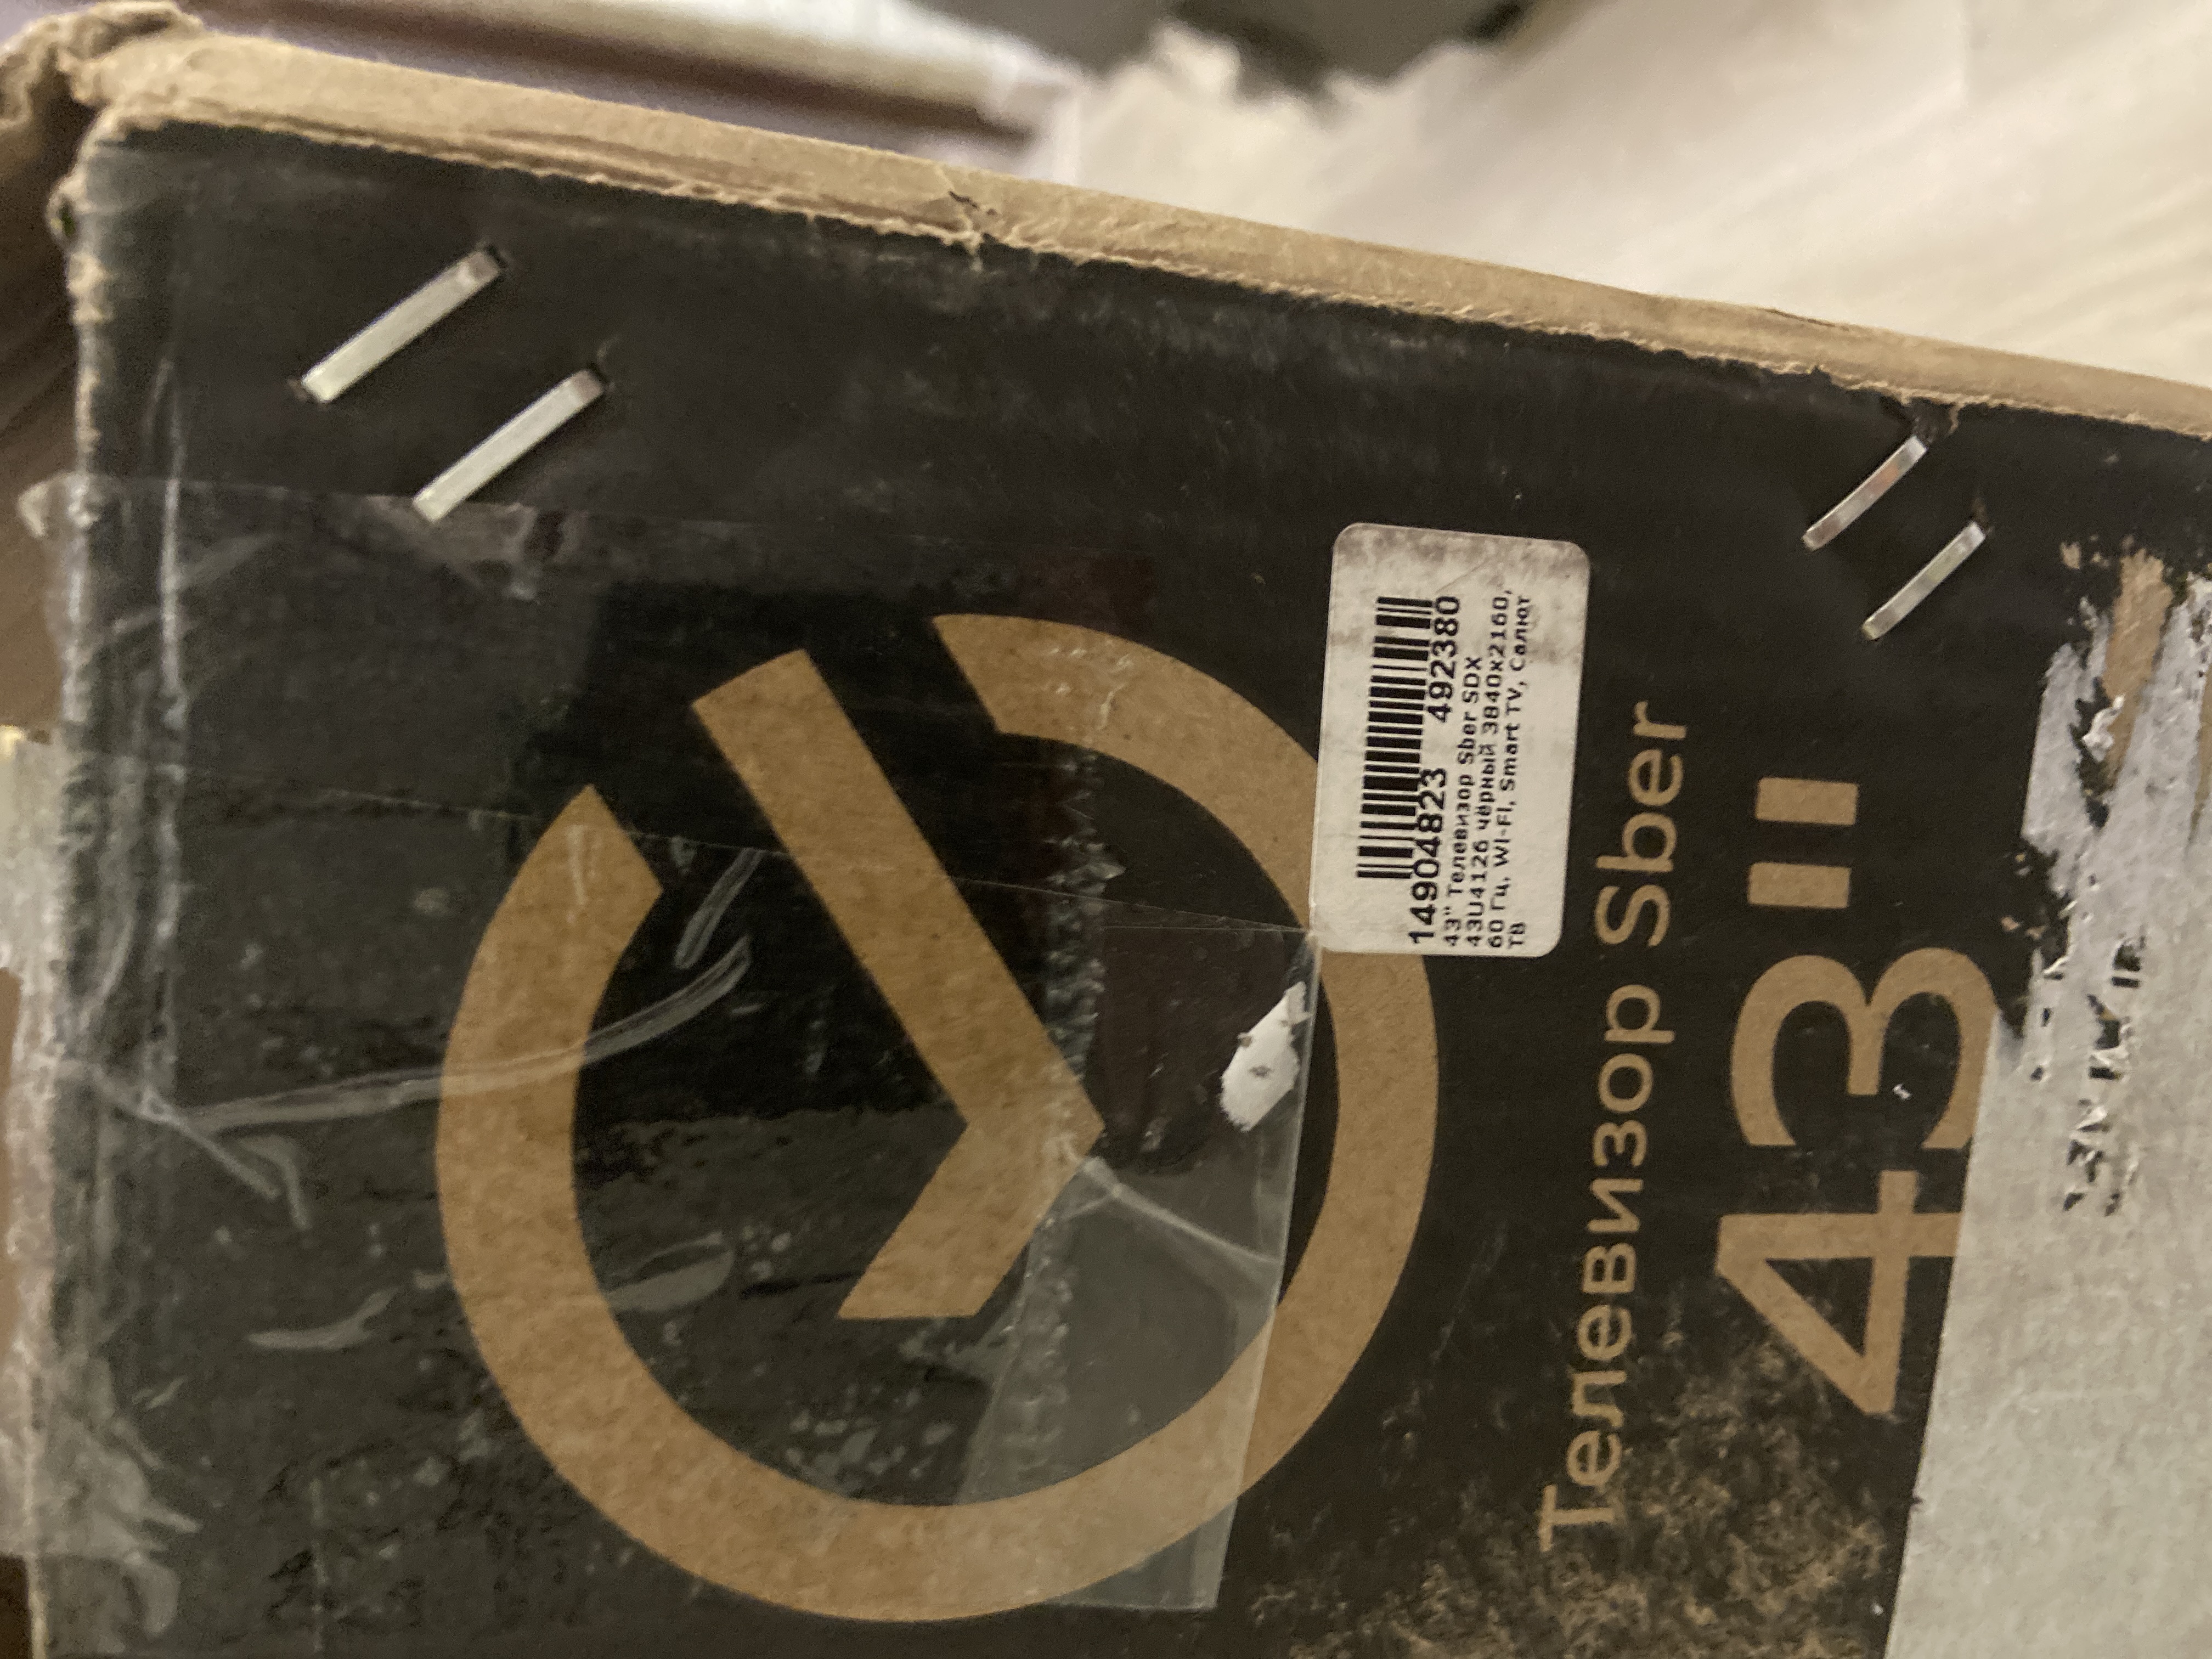 14904823 492380
43" Телевизор Sber SDX
43U4126 чёрный 3840x2160,
60 Гц, WI-FI, Smart TV, Салют
ТВ
Телевизор Sber
43"